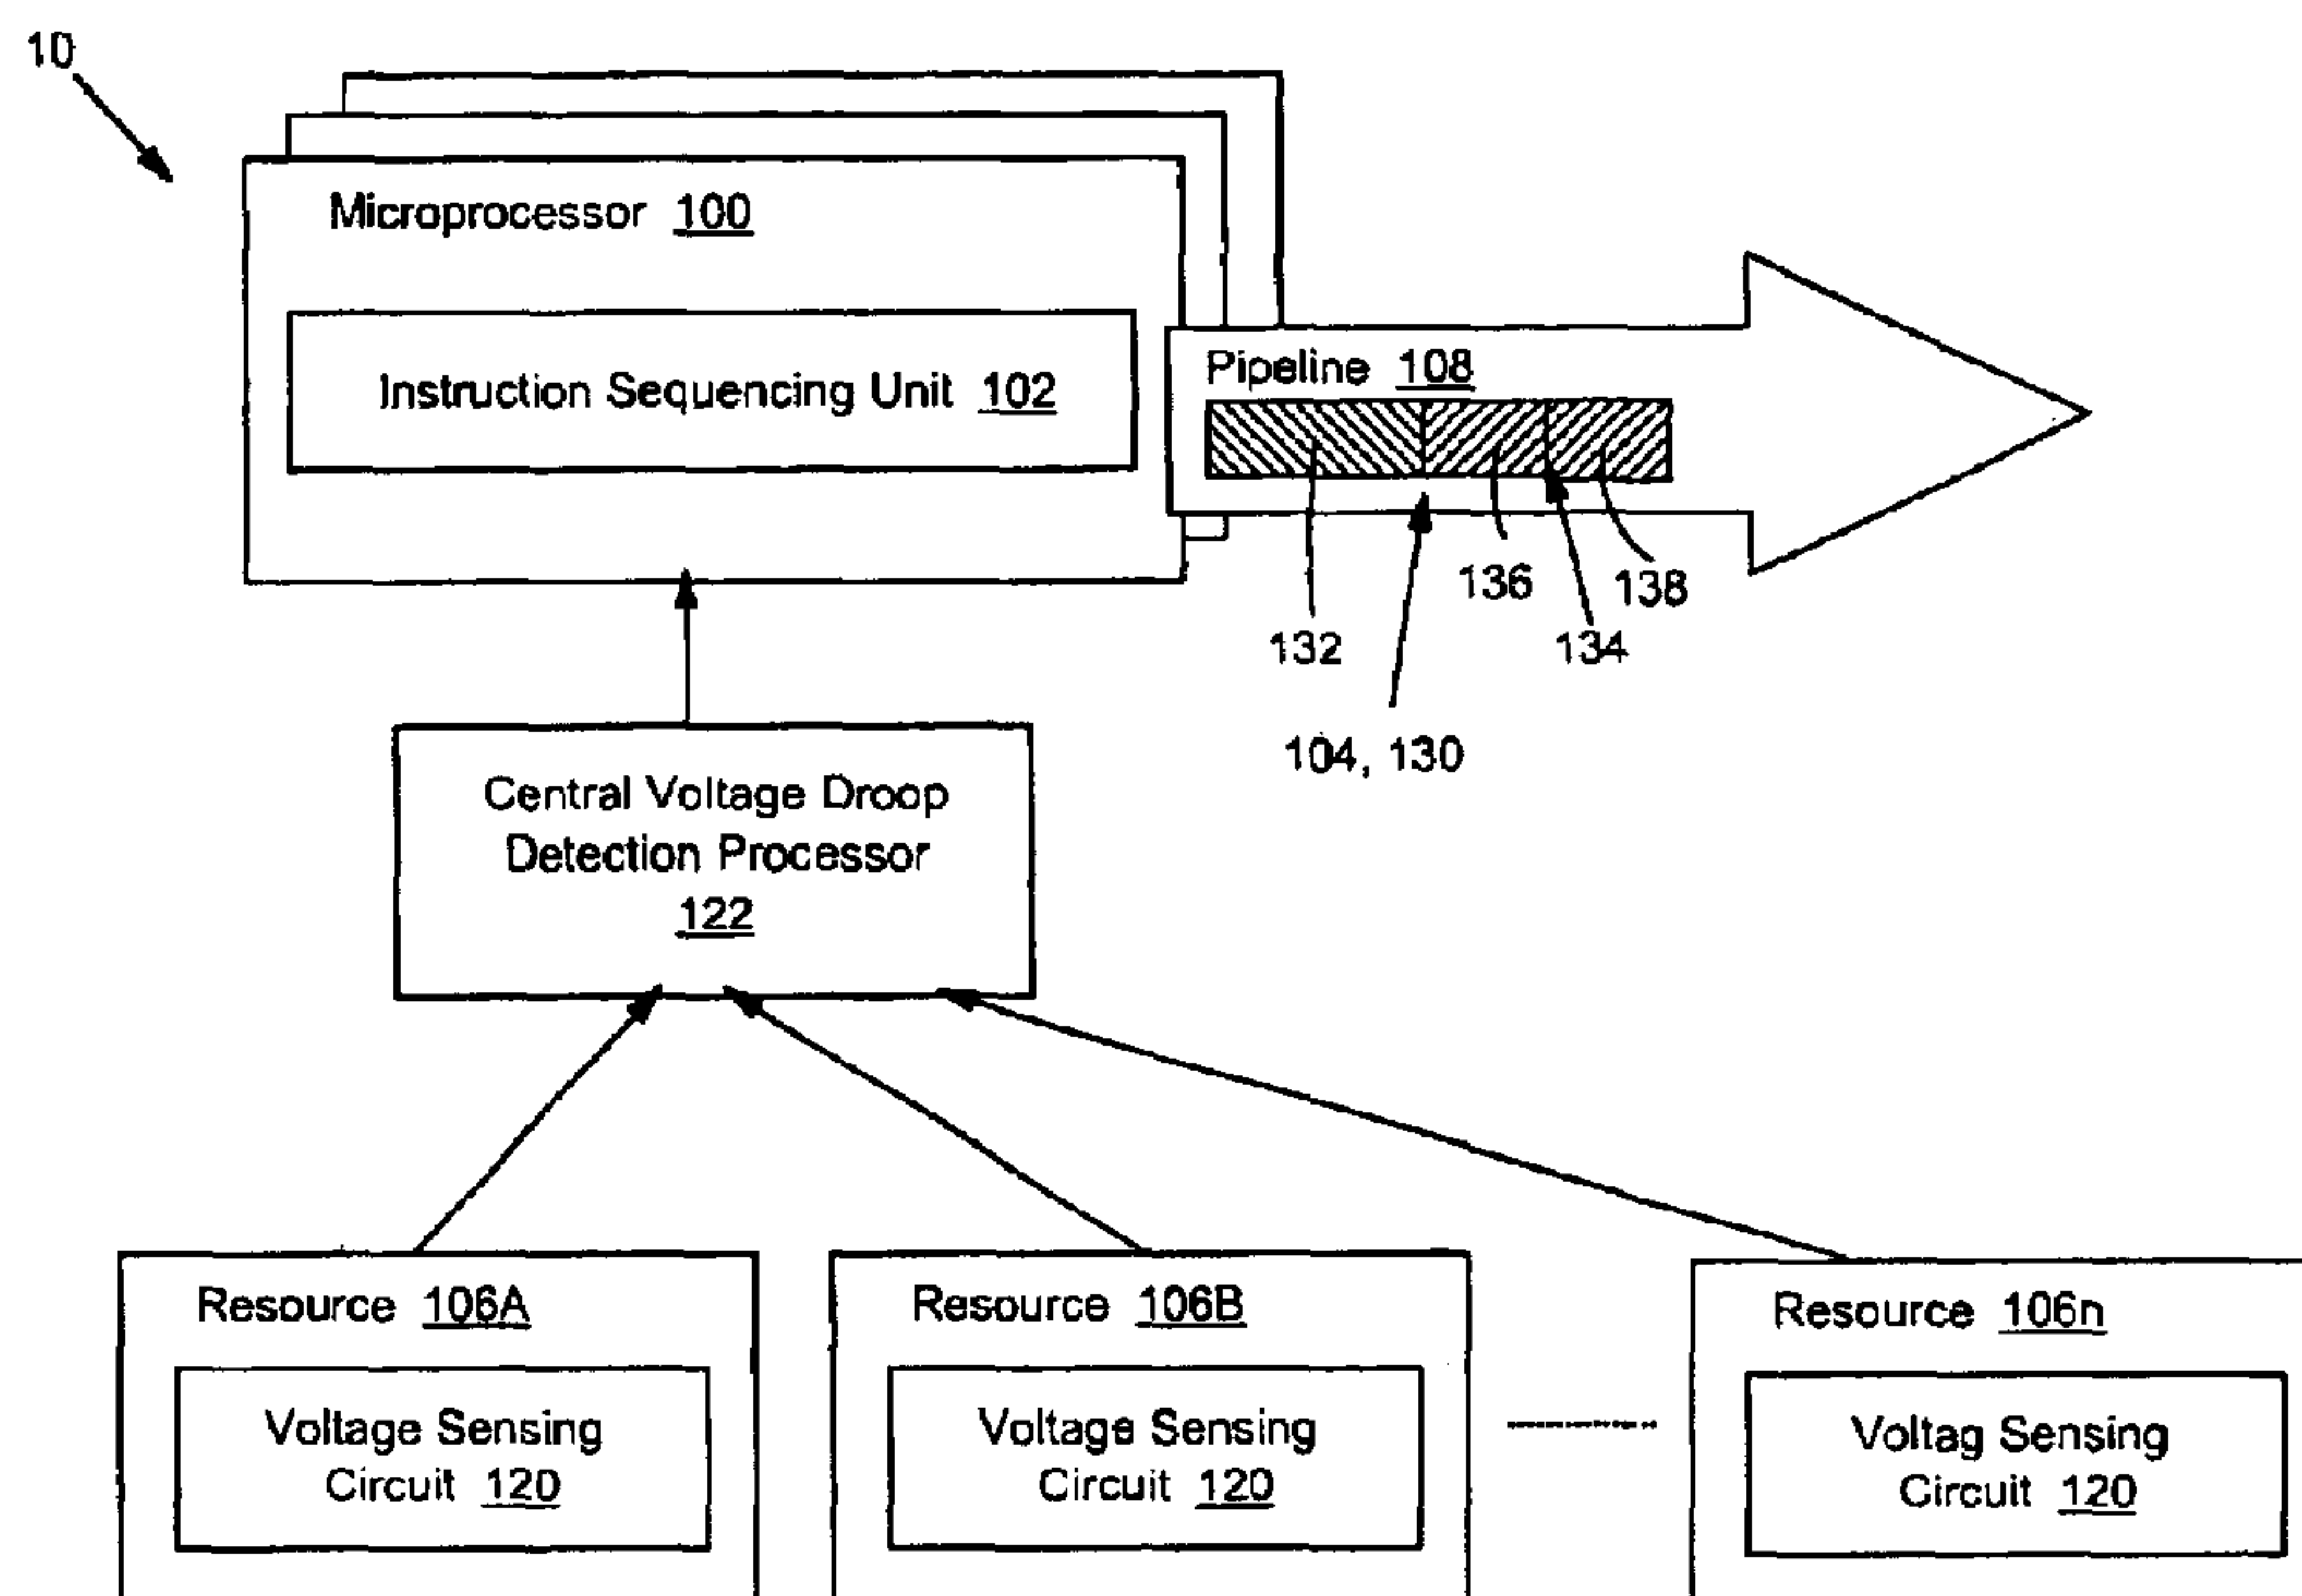 10
Microprocessor 100
Instruction Sequencing Unit 102
Pipeline 108
136
138
132
134
104, 130
Central Voltage Droop
Detection Processor
122
Resource 106A
Voltage Sensing
Circuit 120
Resource 106B
Voltage Sensing
Circuit 120
Resource 106n
Voltag Sensing
Circuit 120